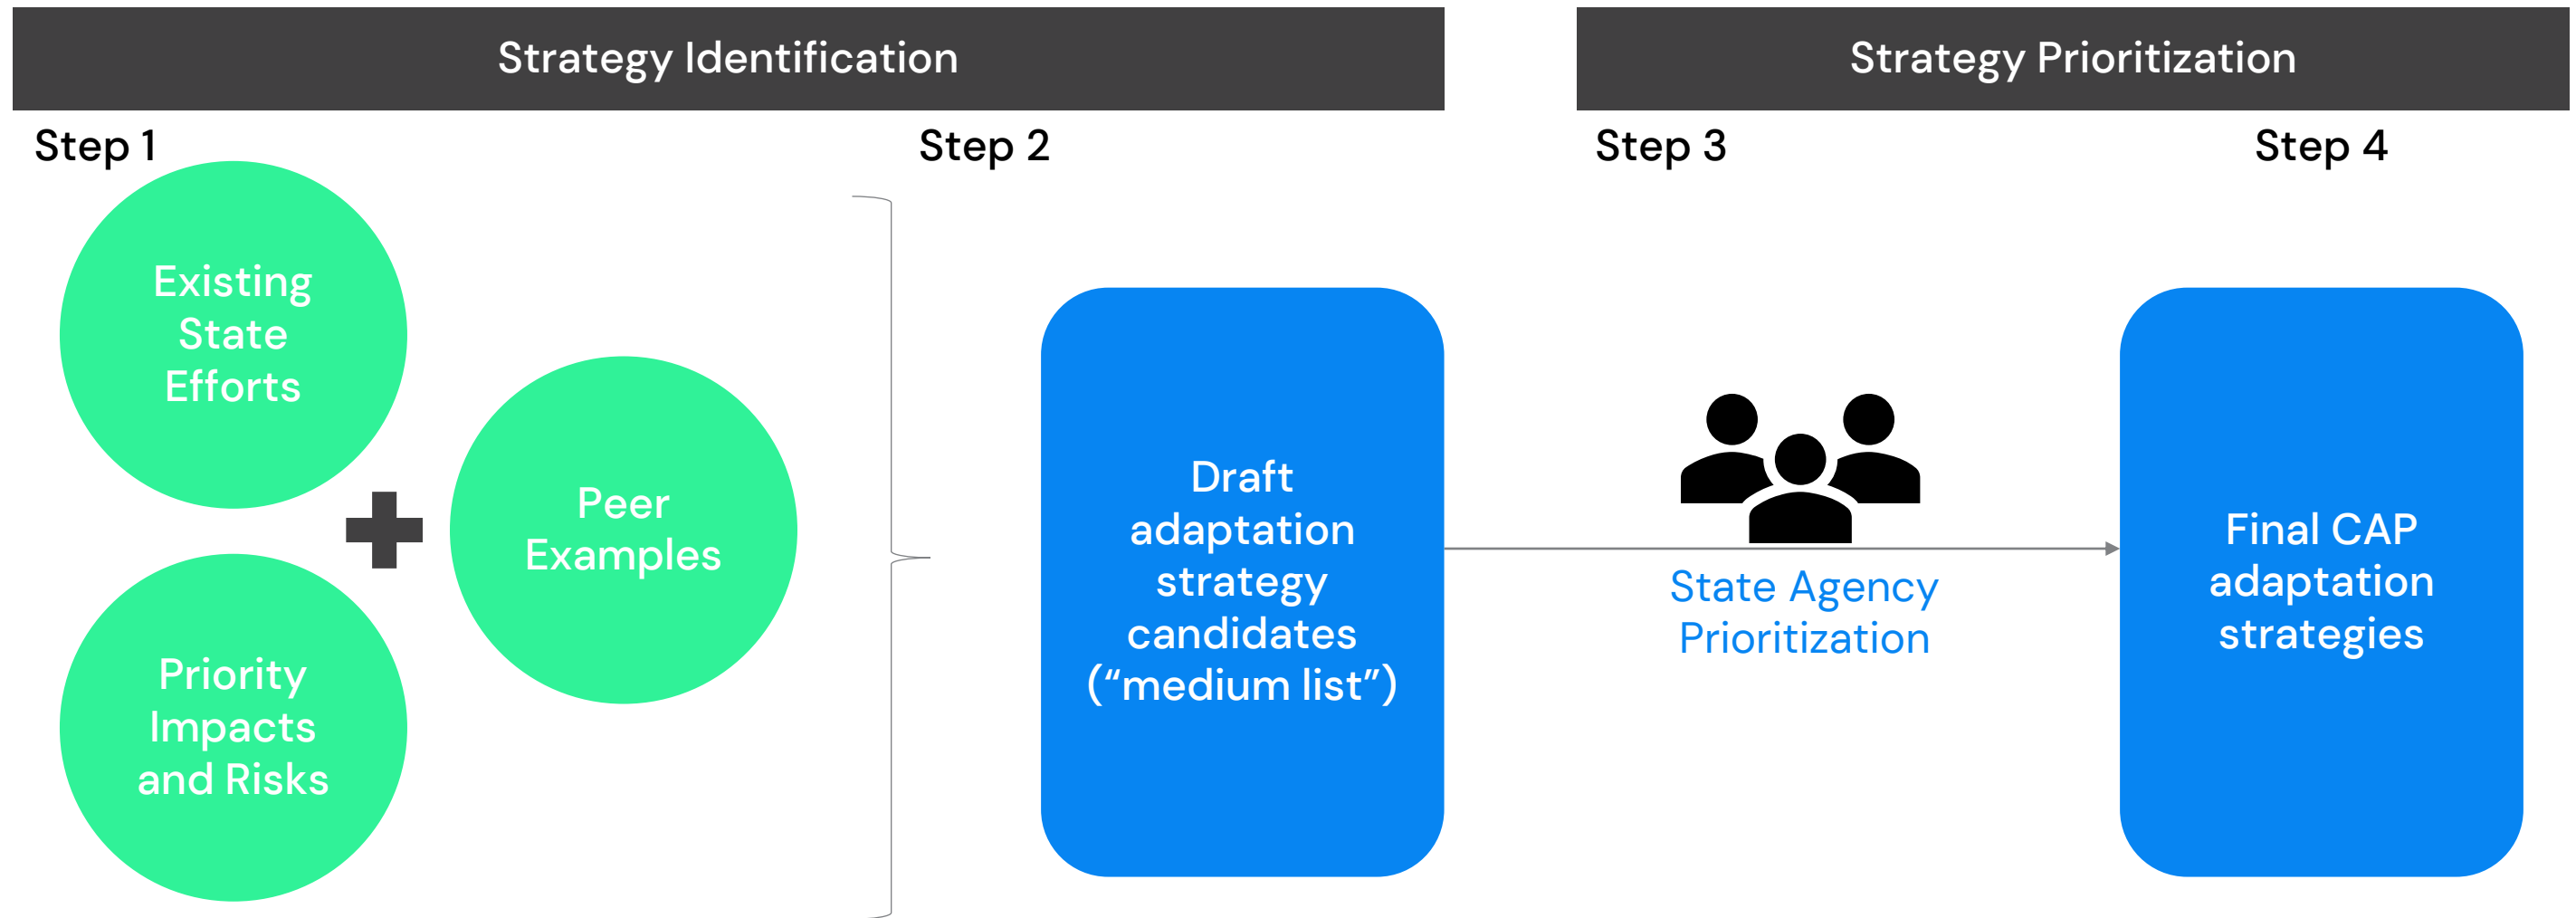 Strategy Identification
Strategy Prioritization
Step 1
Step 2
Step 3
Step 4
Existing
State
Efforts
Priority
Impacts
and Risks
Peer
Examples
Draft
adaptation
strategy
candidates
(“medium list”)
State Agency
Prioritization
Final CAP
adaptation
strategies